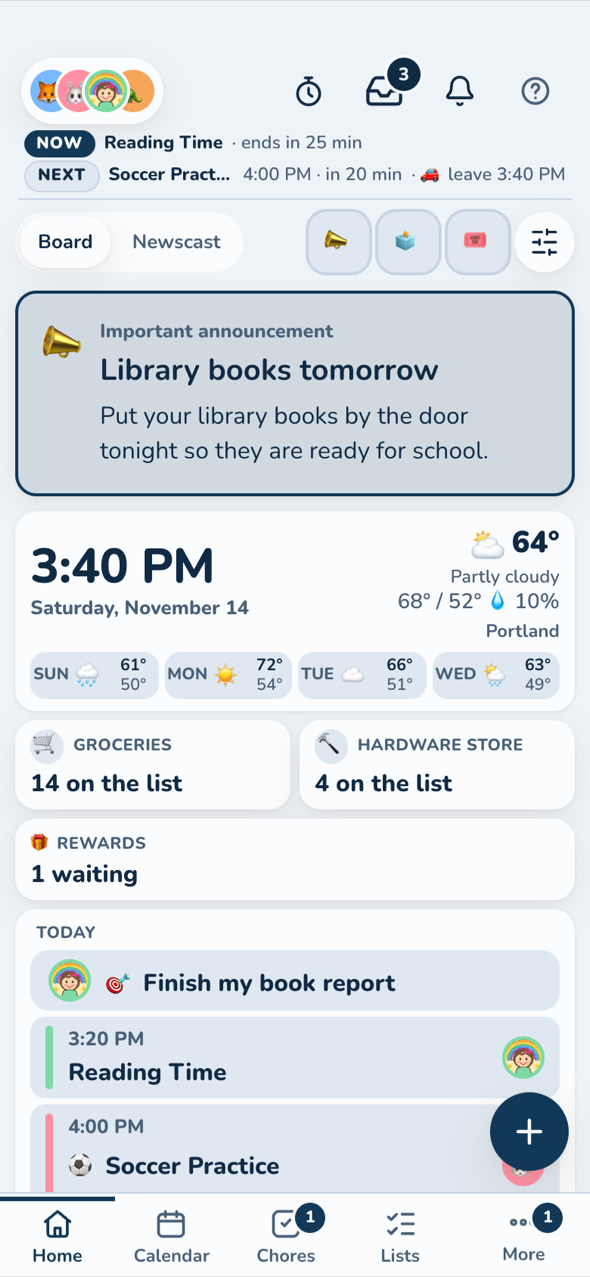 3
NOW Reading Time · ends in 25 min
NEXT Soccer Pract... 4:00 PM · in 20 min · leave 3:40 PM
Board Newscast
Important announcement
Library books tomorrow
Put your library books by the door
tonight so they are ready for school.
3:40 PM
Saturday, November 14
64°
Partly cloudy
68° / 52° 10%
Portland
SUN 61° 50°
MON 72° 54°
TUE 66° 51°
WED 63° 49°
GROCERIES
14 on the list
HARDWARE STORE
4 on the list
REWARDS
1 waiting
TODAY
Finish my book report
3:20 PM
Reading Time
4:00 PM
Soccer Practice
+
Home
Calendar
1
Chores
Lists
1
More